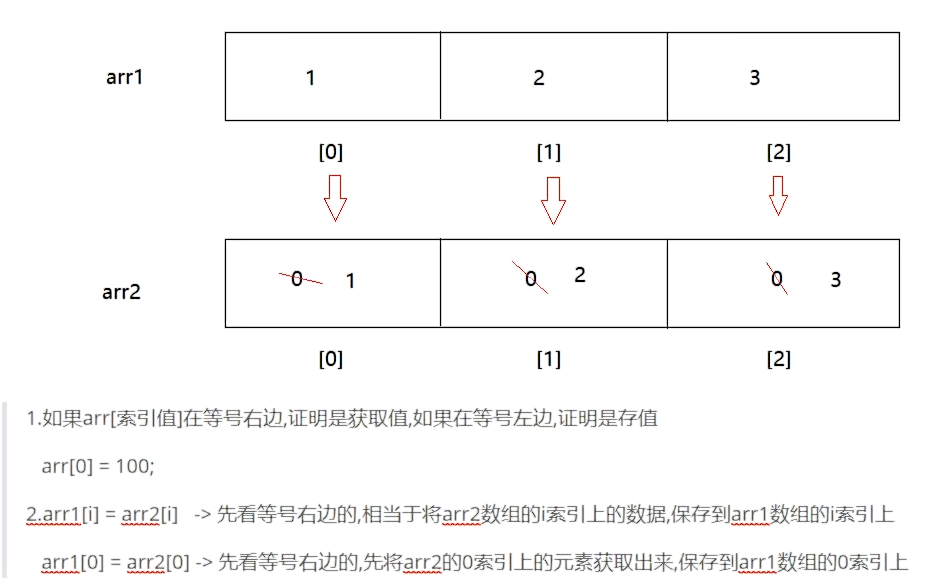 arr1 1 2 3
[0] [1] [2]
arr2 0 1 0 2 0 3
[0] [1] [2]
1.如果arr[索引值]在等号右边,证明是获取值,如果在等号左边,证明是存值
arr[0] = 100;
2.arr1[i] = arr2[i] -> 先看等号右边的,相当于将arr2数组的i索引上的数据,保存到arr1数组的i索引上
arr1[0] = arr2[0] -> 先看等号右边的,先将arr2的0索引上的元素获取出来,保存到arr1数组的0索引上